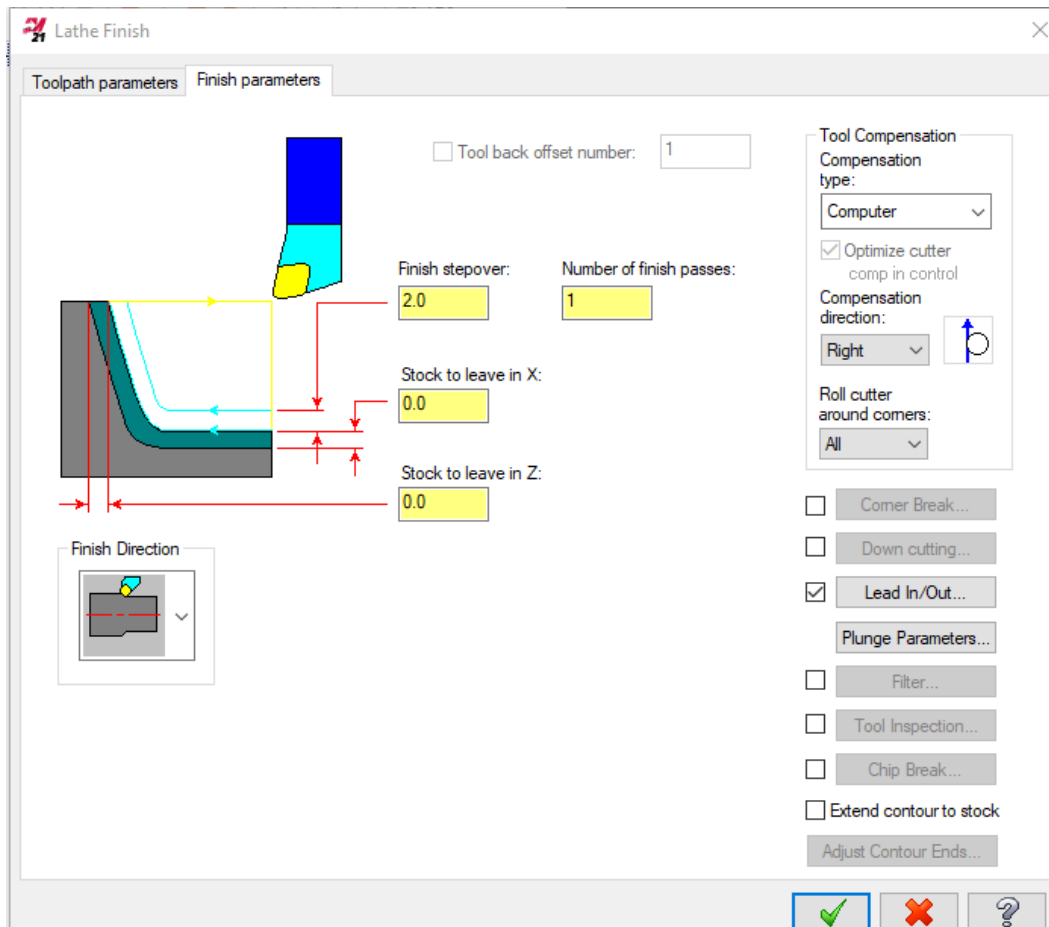 21 Lathe Finish
Toolpath parameters Finish parameters
Tool back offset number: 1
Finish stepover: Number of finish passes:
2.0 1
Stock to leave in X:
0.0
Stock to leave in Z:
0.0
Finish Direction
Tool Compensation
Compensation
type:
Computer
Optimize cutter
comp in control
Compensation
direction:
Right
Roll cutter
around corners:
All
Corner Break...
Down cutting...
Lead In/Out...
Plunge Parameters...
Filter...
Tool Inspection...
Chip Break...
Extend contour to stock
Adjust Contour Ends...
?